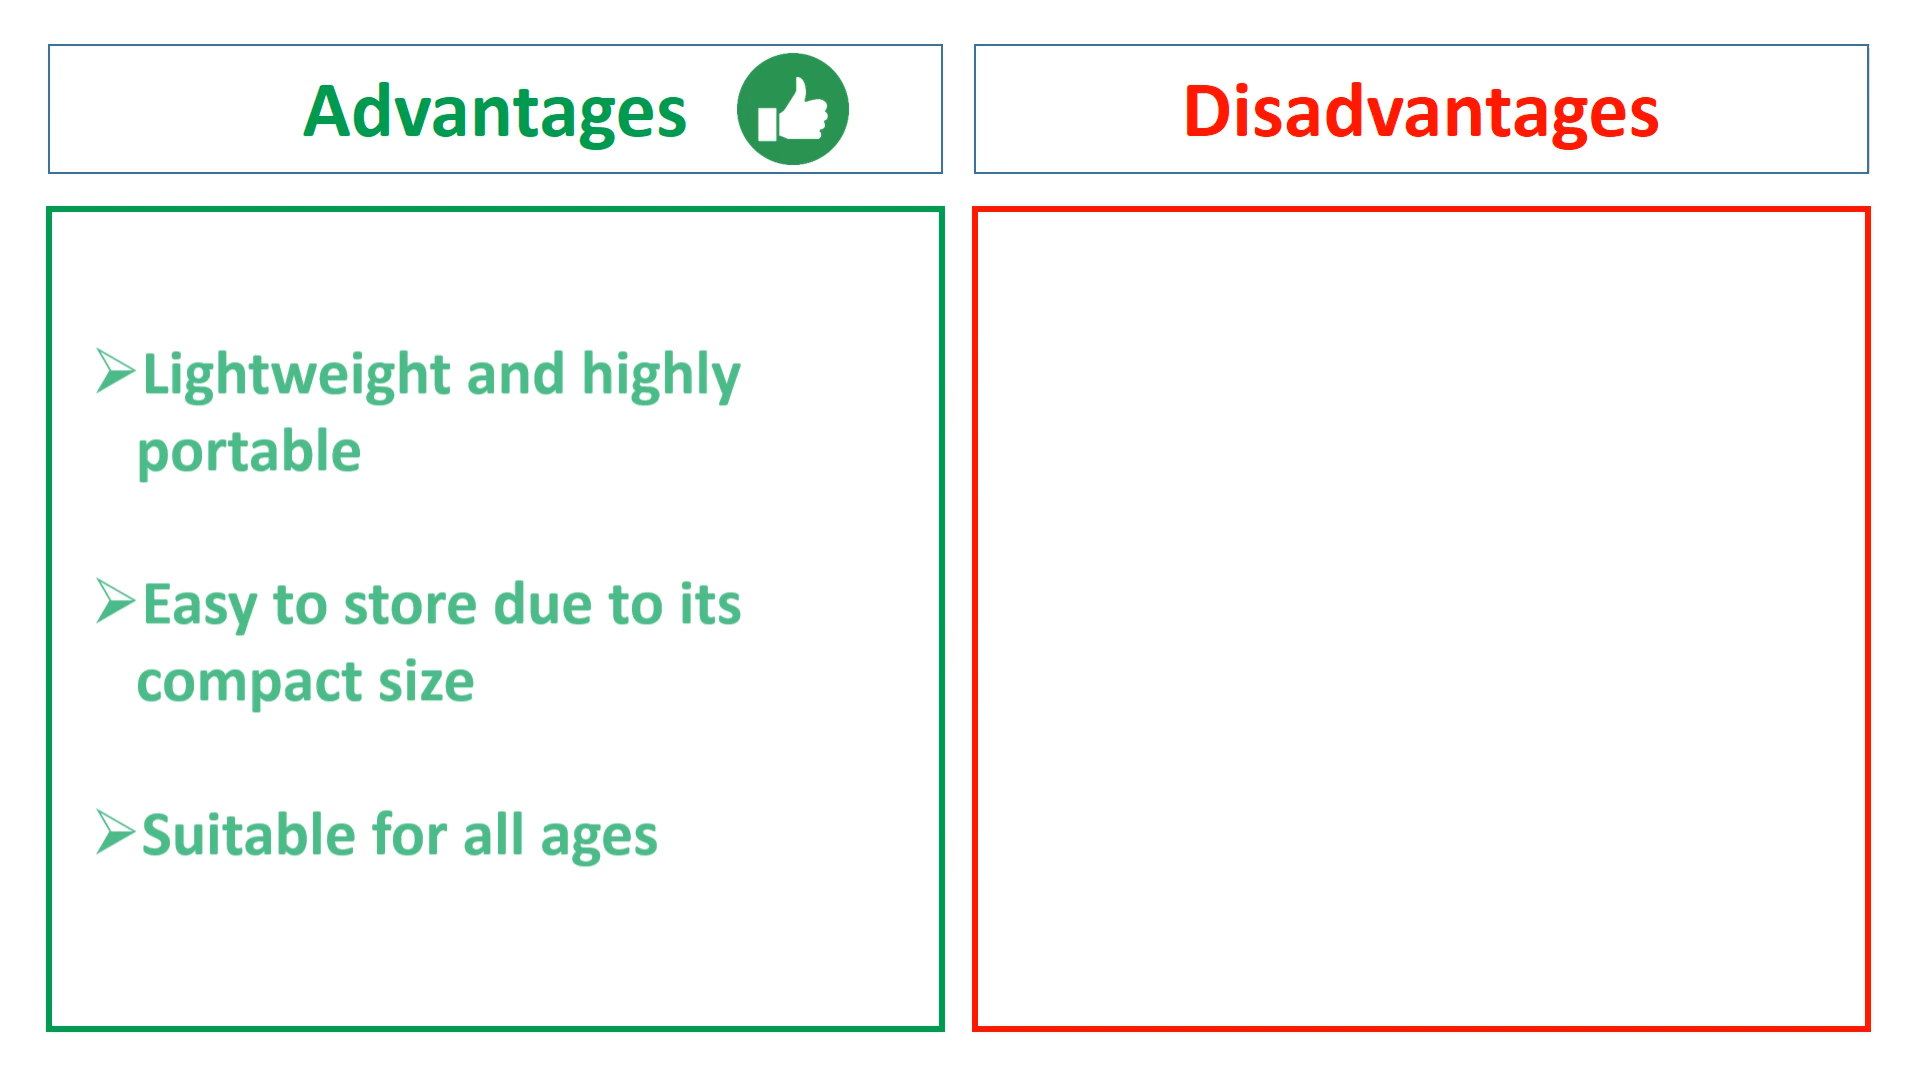 Advantages
Disadvantages
➢Lightweight and highly
portable
➢Easy to store due to its
compact size
➢Suitable for all ages